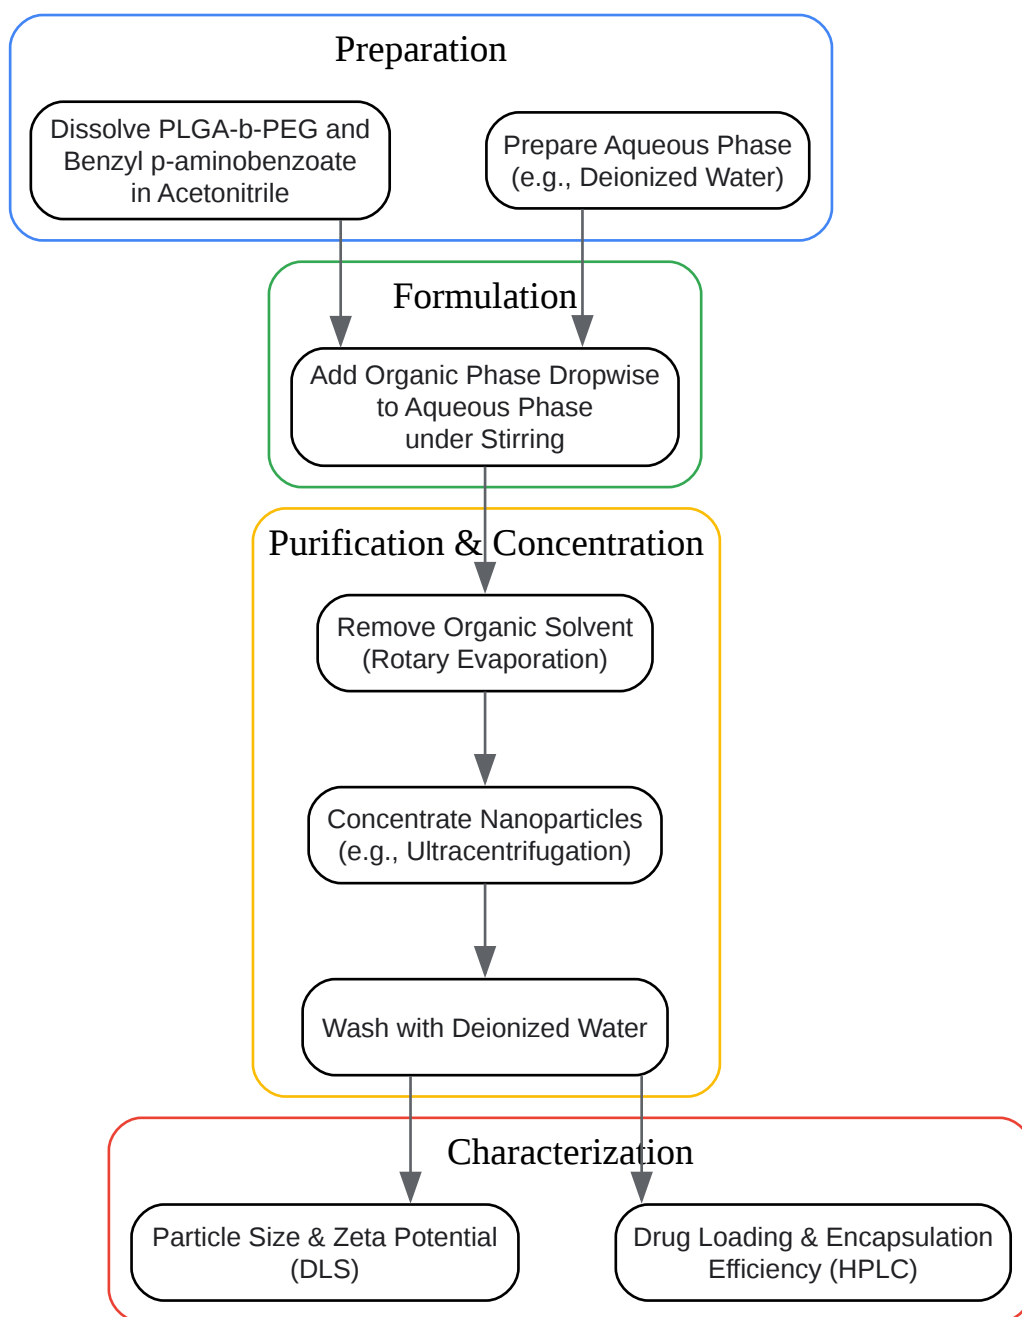 Preparation
Dissolve PLGA-b-PEG and
Benzyl p-aminobenzoate
in Acetonitrile
Prepare Aqueous Phase
(e.g., Deionized Water)
Formulation
Add Organic Phase Dropwise
to Aqueous Phase
under Stirring
Purification & Concentration
Remove Organic Solvent
(Rotary Evaporation)
Concentrate Nanoparticles
(e.g., Ultracentrifugation)
Wash with Deionized Water
Characterization
Particle Size & Zeta Potential
(DLS)
Drug Loading & Encapsulation
Efficiency (HPLC)